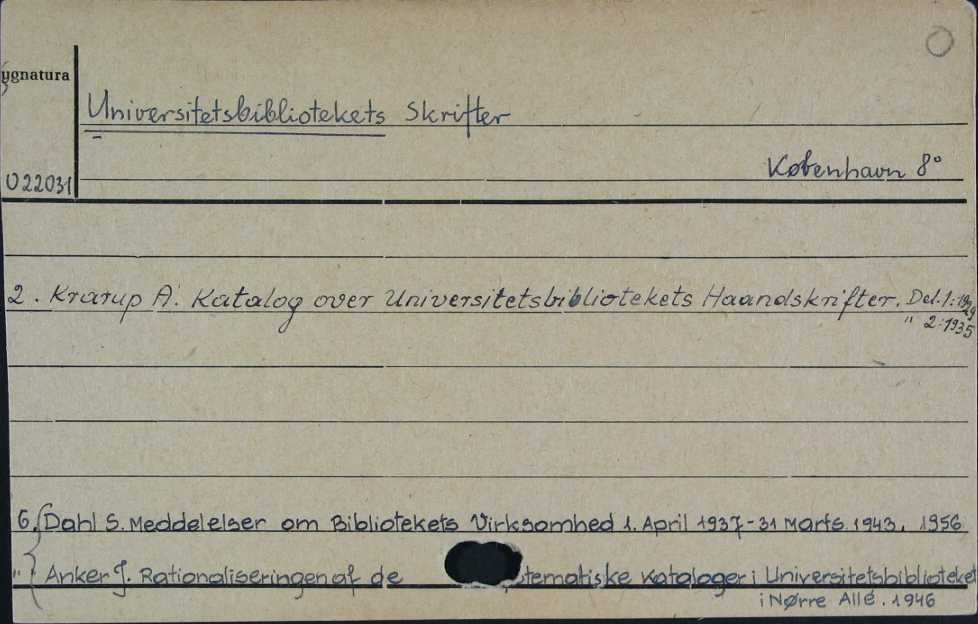 ygnatura
Universitetsbibliotekets Skrifter
København 8°
U22031
2. Krarup A: Katalog over Universitetsbibliotekets Haandskrifter. Del. 1: 1929
" 2: 1935
6. Dahl S. Meddelelser om Bibliotekets Virksomhed 1. April 1937-31 Marts 1943. 1956
" Anker J. Rationaliseringen af de stematiske Kataloger i Universitetsbiblioteket
i Nørre Allé. 1946